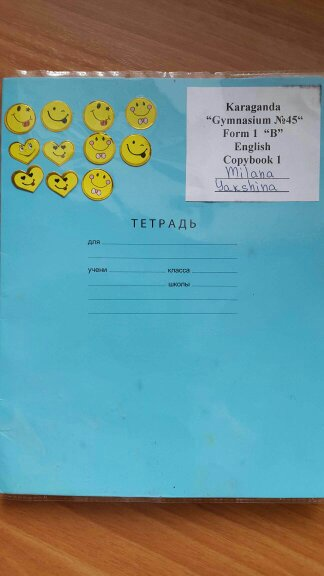 Karaganda
“Gymnasium №45“
Form 1 “B”
English
Copybook 1
Milana
Yakshina
ТЕТРАДЬ
для
учени класса
школы